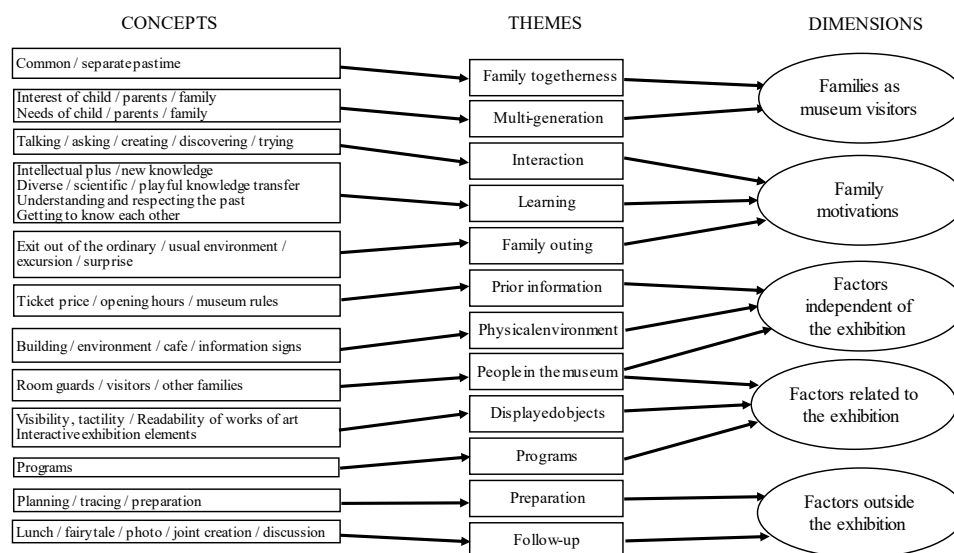 CONCEPTS
THEMES
DIMENSIONS
Common / separate pastime
Interest of child / parents / family
Needs of child / parents / family
Talking / asking / creating / discovering / trying
Intellectual plus / new knowledge
Diverse / scientific / playful knowledge transfer
Understanding and respecting the past
Getting to know each other
Exit out of the ordinary / usual environment /
excursion / surprise
Ticket price / opening hours / museum rules
Building / environment / cafe / information signs
Room guards / visitors / other families
Visibility, tactility / Readability of works of art
Interactive exhibition elements
Programs
Planning / tracing / preparation
Lunch / fairytale / photo / joint creation / discussion
Family togetherness
Multi-generation
Interaction
Learning
Family outing
Prior information
Physical environment
People in the museum
Displayed objects
Programs
Preparation
Follow-up
Families as
museum visitors
Family
motivations
Factors
independent of
the exhibition
Factors related to
the exhibition
Factors outside
the exhibition